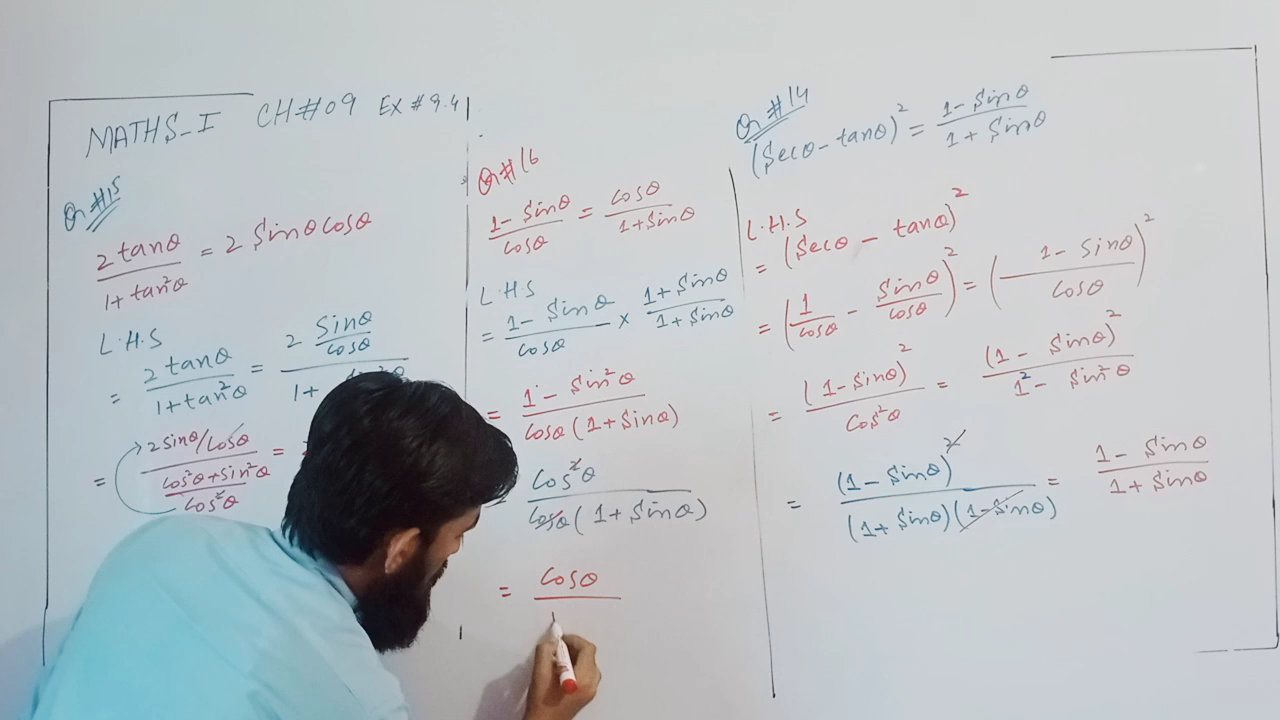 MATHS-I CH#09 EX#9.4
Qn #15
2tanθ/1+tan²θ = 2 Sinθ cosθ
L.H.S
= 2tanθ/1+tan²θ = 2 Sinθ/cosθ / 1+
= 2sinθ/cosθ / cos²θ+sin²θ/cos²θ =
Qn #16
1-Sinθ/cosθ = cosθ/1+sinθ
L.H.S
= 1-Sinθ/cosθ × 1+Sinθ/1+Sinθ
= 1-Sin²θ/cosθ(1+Sinθ)
= Cos²θ/cosθ(1+Sinθ)
= cosθ
Qn #14
(Secθ-tanθ)² = 1-Sinθ/1+Sinθ
L.H.S
= (Secθ - tanθ)²
= (1/cosθ - Sinθ/cosθ)² = (1-Sinθ/cosθ)²
= (1-Sinθ)²/Cos²θ = (1-Sinθ)²/1²-Sin²θ
= (1-Sinθ)²/(1+Sinθ)(1-Sinθ) = 1-Sinθ/1+Sinθ